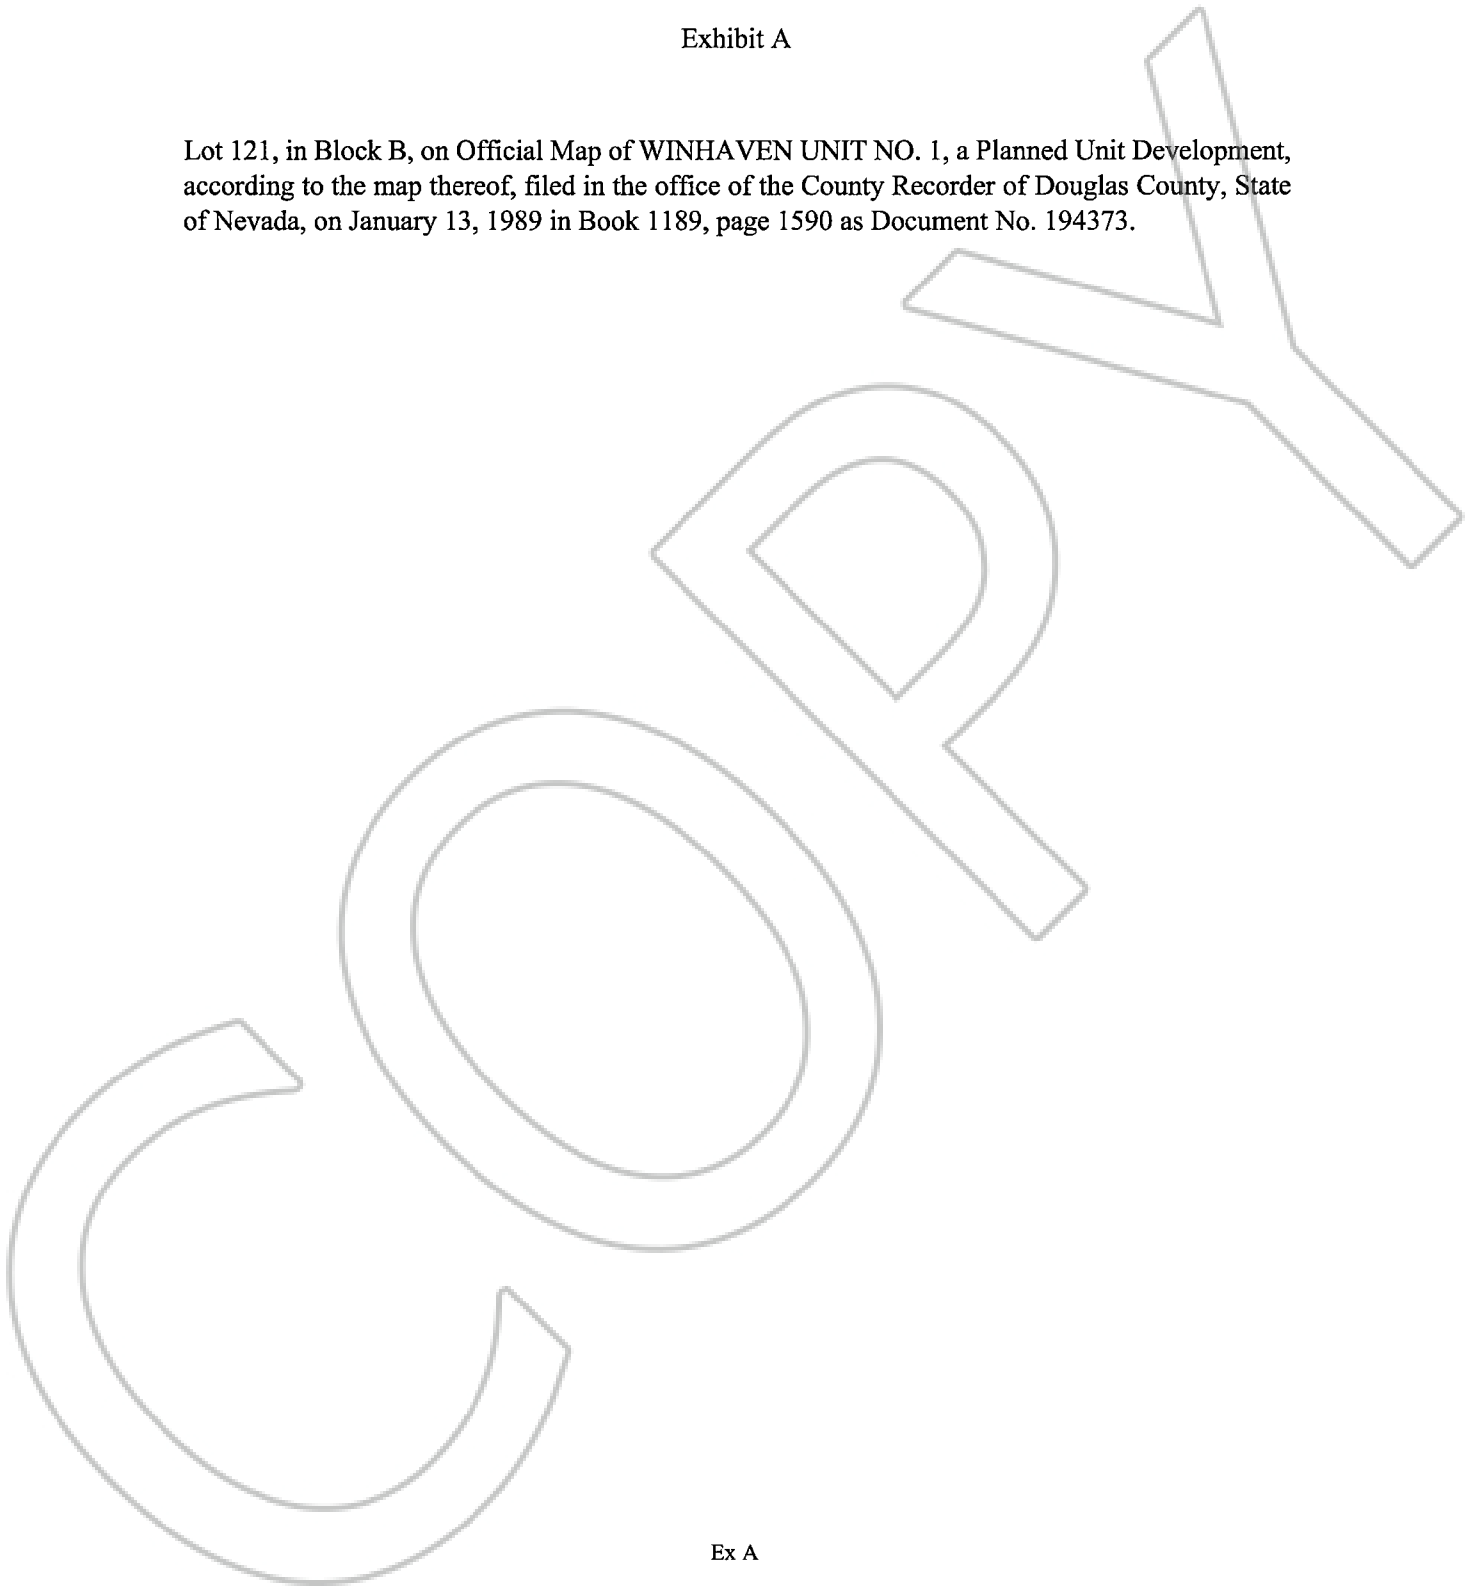 Exhibit A
Lot 121, in Block B, on Official Map of WINHAVEN UNIT NO. 1, a Planned Unit Development,
according to the map thereof, filed in the office of the County Recorder of Douglas County, State
of Nevada, on January 13, 1989 in Book 1189, page 1590 as Document No. 194373.
COPY
Ex A